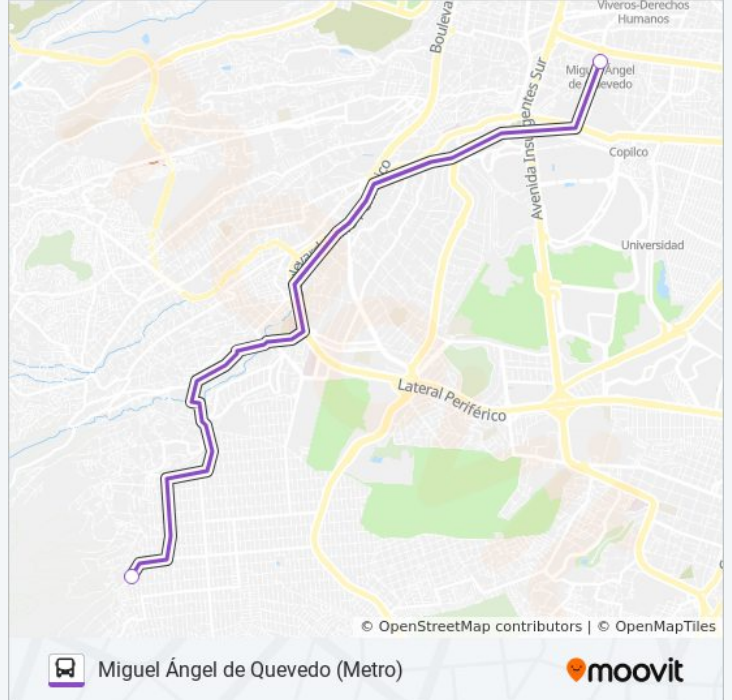 Viveros-Derechos
Humanos
Bouleva
Miguel Ángel
de Quevedo
Avenida Insurgentes Sur
Copilco
ico
Universidad
Lateral Periférico
© OpenStreetMap contributors | © OpenMapTiles
Miguel Ángel de Quevedo (Metro)
moovit